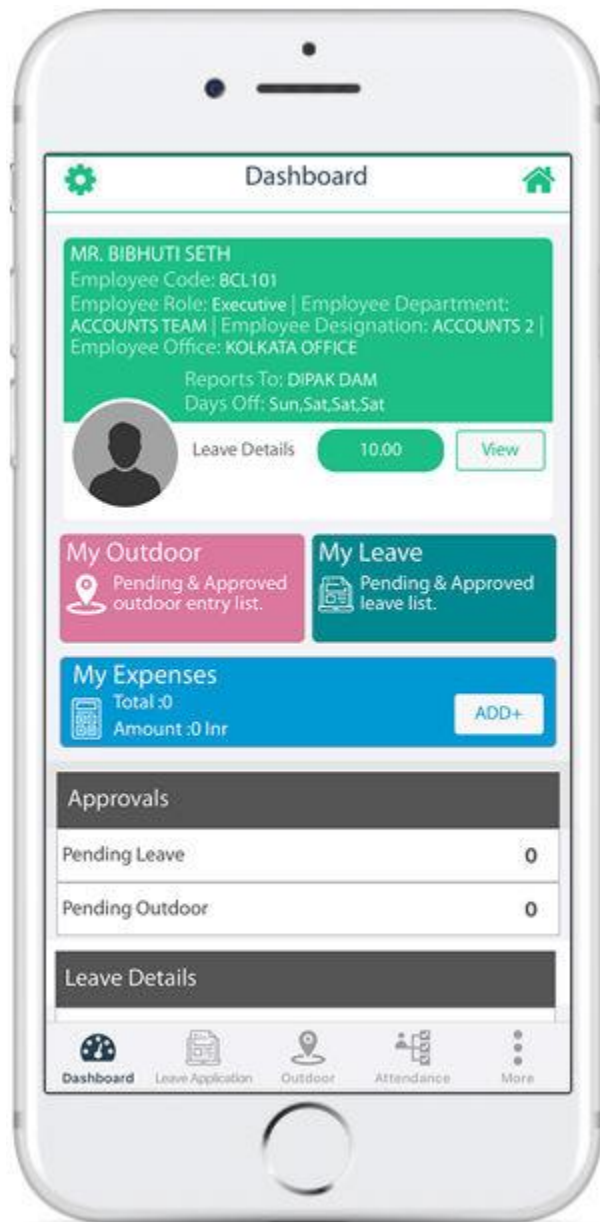 Dashboard
MR. BIBHUTI SETH
Employee Code: BCL101
Employee Role: Executive | Employee Department:
ACCOUNTS TEAM | Employee Designation: ACCOUNTS 2 |
Employee Office: KOLKATA OFFICE
Reports To: DIPAK DAM
Days Off: Sun,Sat,Sat,Sat
Leave Details 10.00 View
My Outdoor
Pending & Approved
outdoor entry list.
My Leave
Pending & Approved
leave list.
My Expenses
Total :0
Amount :0 Inr
ADD+
Approvals
Pending Leave 0
Pending Outdoor 0
Leave Details
Dashboard Leave Application Outdoor Attendance More